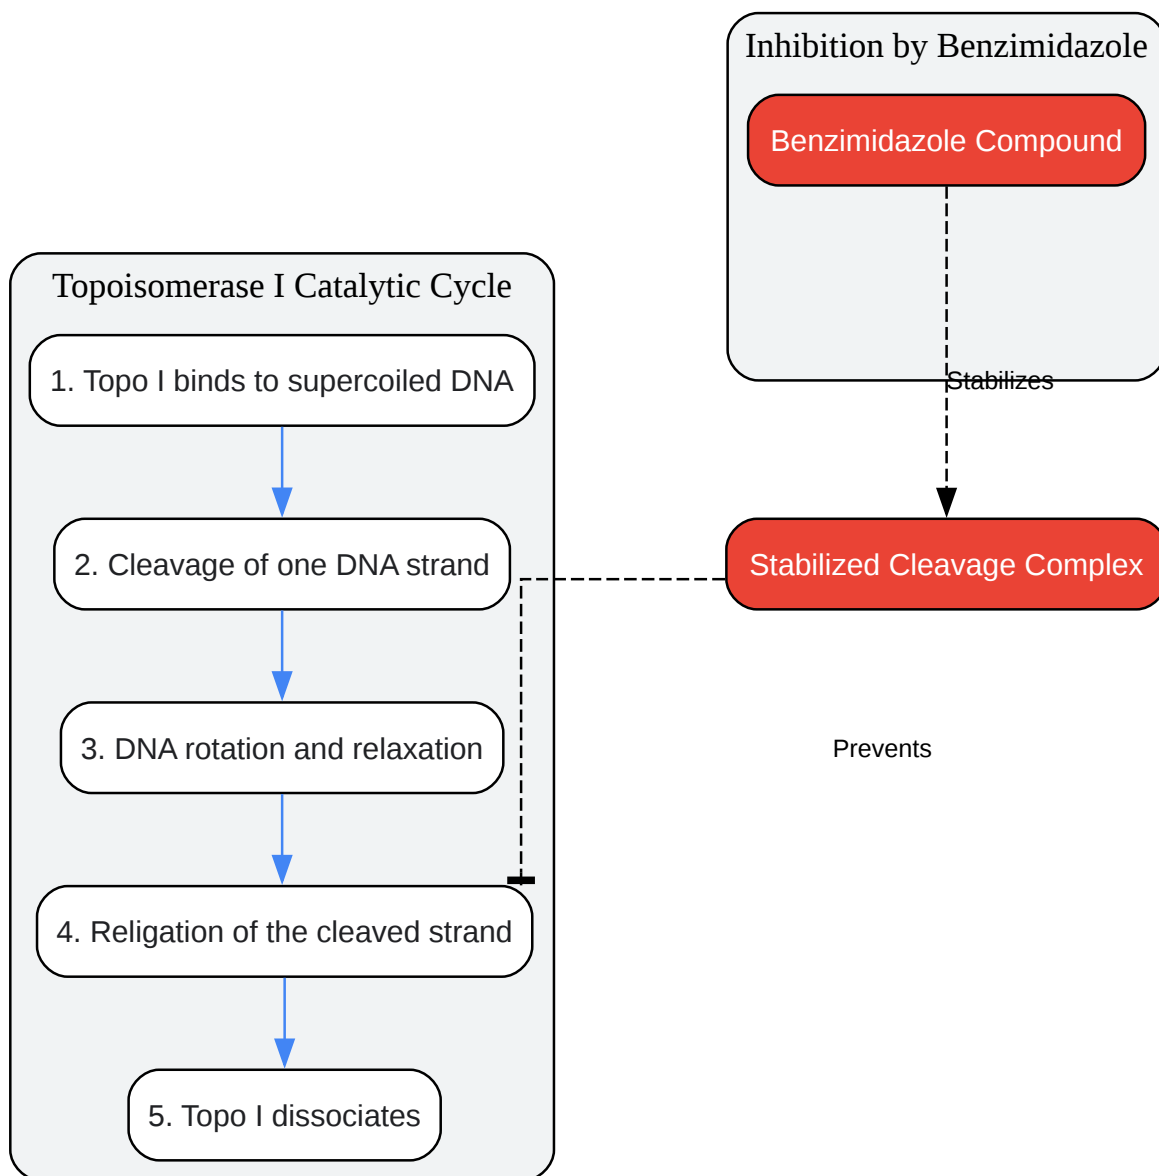 Inhibition by Benzimidazole
Benzimidazole Compound
Stabilizes
Stabilized Cleavage Complex
Prevents
Topoisomerase I Catalytic Cycle
1. Topo I binds to supercoiled DNA
2. Cleavage of one DNA strand
3. DNA rotation and relaxation
4. Religation of the cleaved strand
5. Topo I dissociates